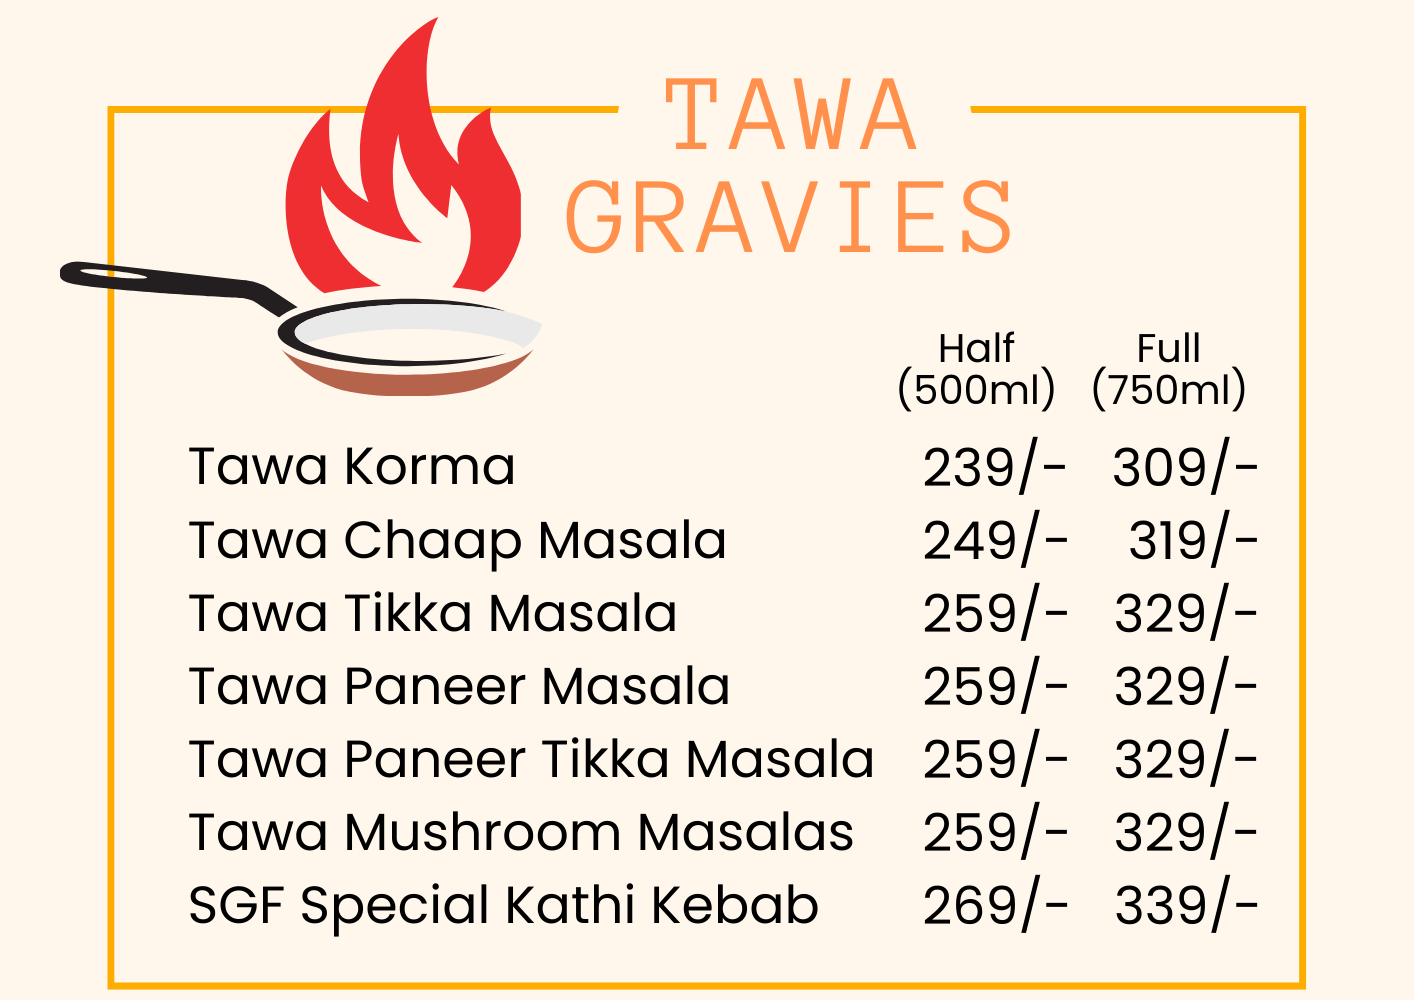 TAWA
GRAVIES
Half Full
(500ml) (750ml)
Tawa Korma 239/- 309/-
Tawa Chaap Masala 249/- 319/-
Tawa Tikka Masala 259/- 329/-
Tawa Paneer Masala 259/- 329/-
Tawa Paneer Tikka Masala 259/- 329/-
Tawa Mushroom Masalas 259/- 329/-
SGF Special Kathi Kebab 269/- 339/-